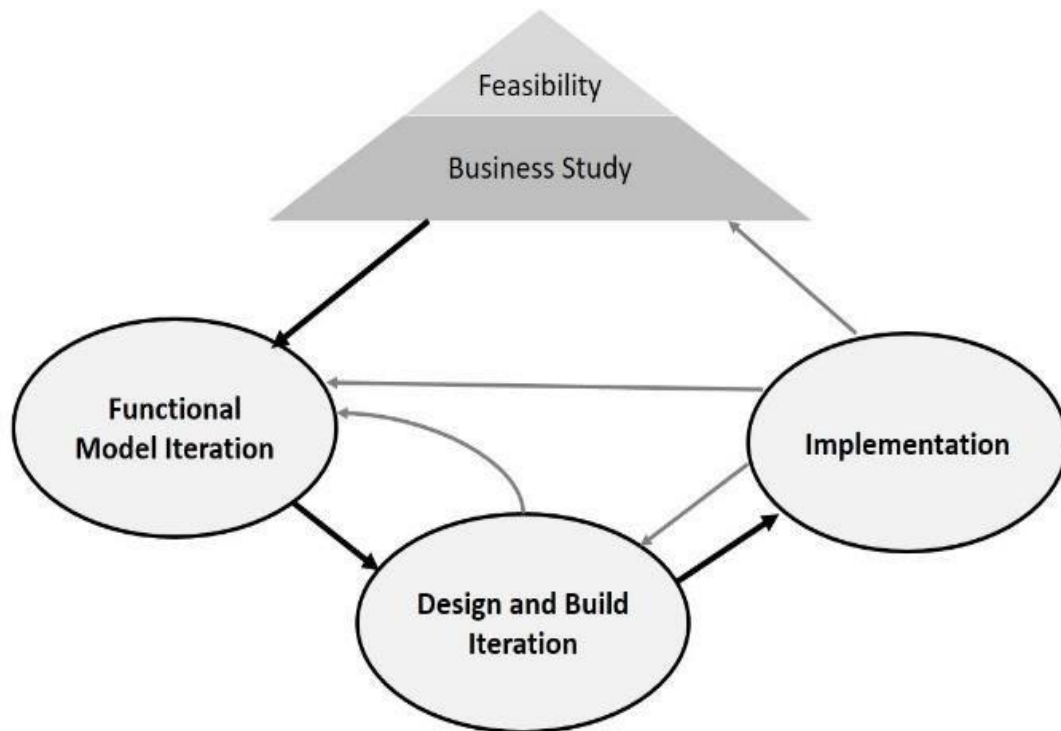 Feasibility
Business Study
Functional
Model Iteration
Implementation
Design and Build
Iteration